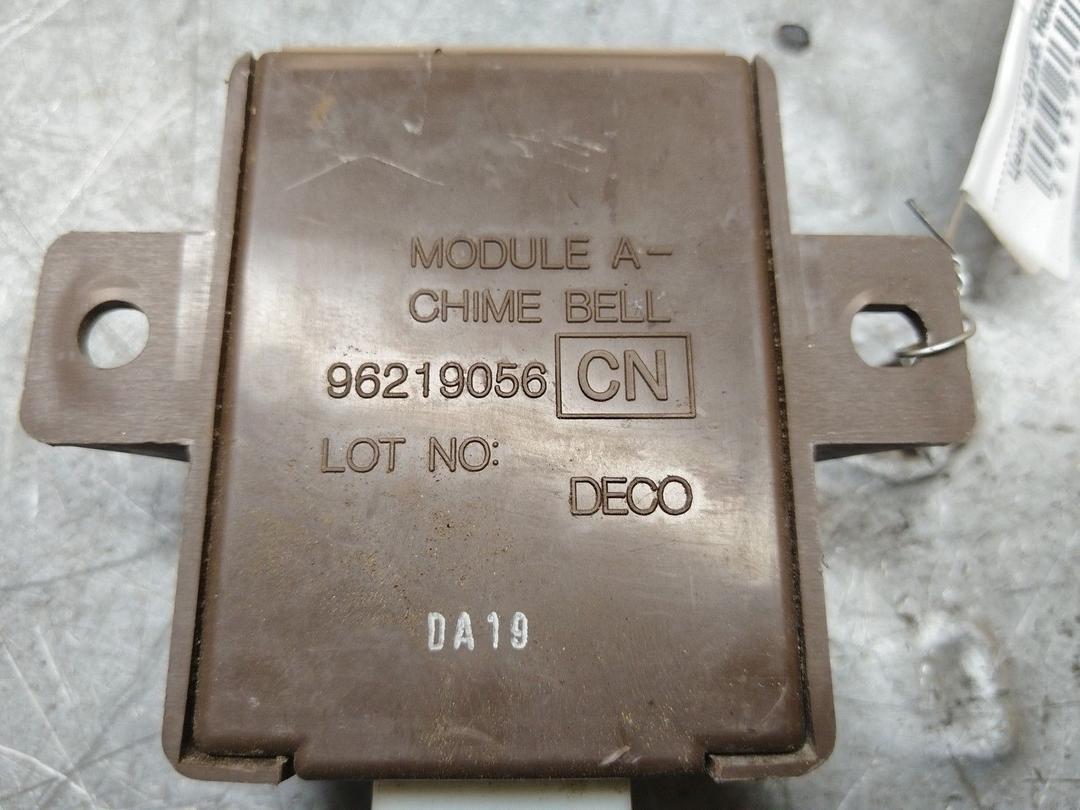 MODULE A-
CHIME BELL
96219056 CN
LOT NO:
DECO
DA19